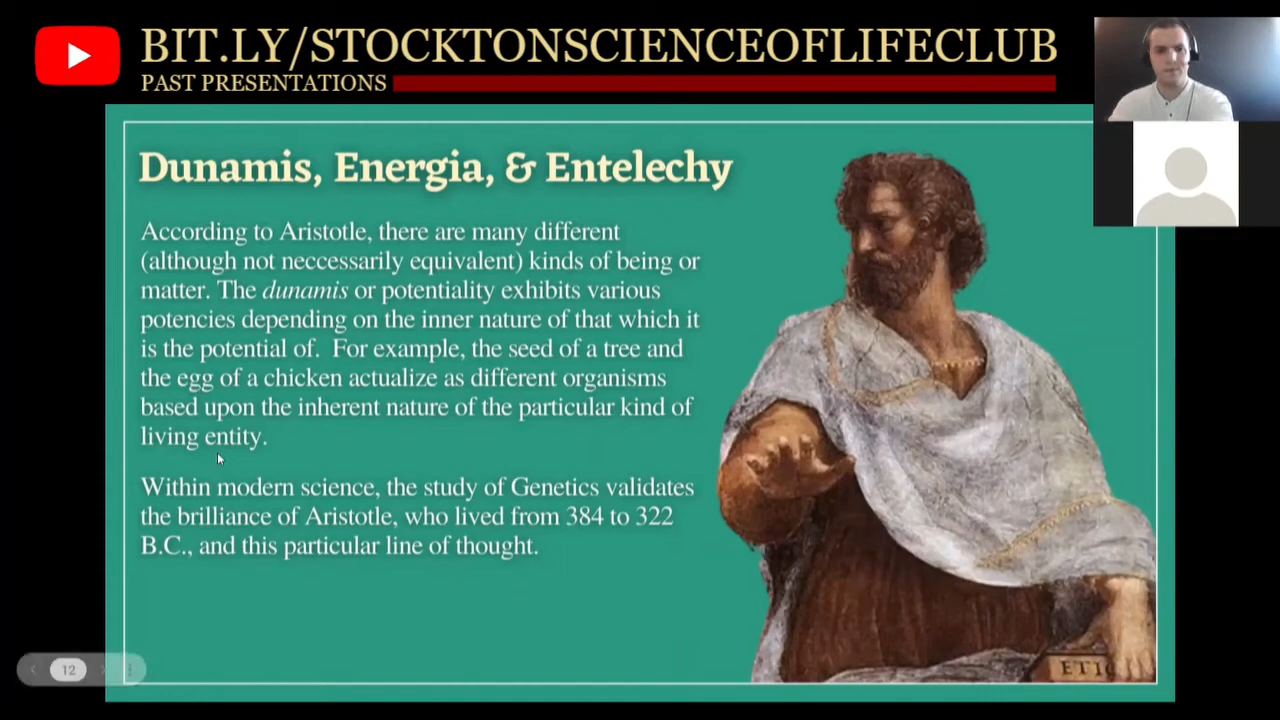 BIT.LY/STOCKTONSCIENCEOFLIFECLUB
PAST PRESENTATIONS
Dunamis, Energia, & Entelechy
According to Aristotle, there are many different
(although not neccessarily equivalent) kinds of being or
matter. The dunamis or potentiality exhibits various
potencies depending on the inner nature of that which it
is the potential of. For example, the seed of a tree and
the egg of a chicken actualize as different organisms
based upon the inherent nature of the particular kind of
living entity.
Within modern science, the study of Genetics validates
the brilliance of Aristotle, who lived from 384 to 322
B.C., and this particular line of thought.
ETIC
12